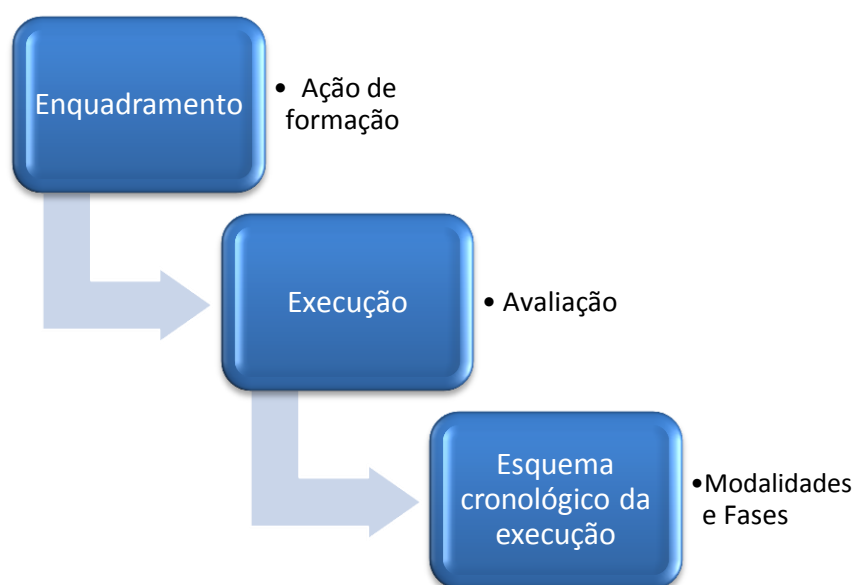 Enquadramento
• Ação de
formação
Execução
• Avaliação
Esquema
cronológico da
execução
•Modalidades
e Fases